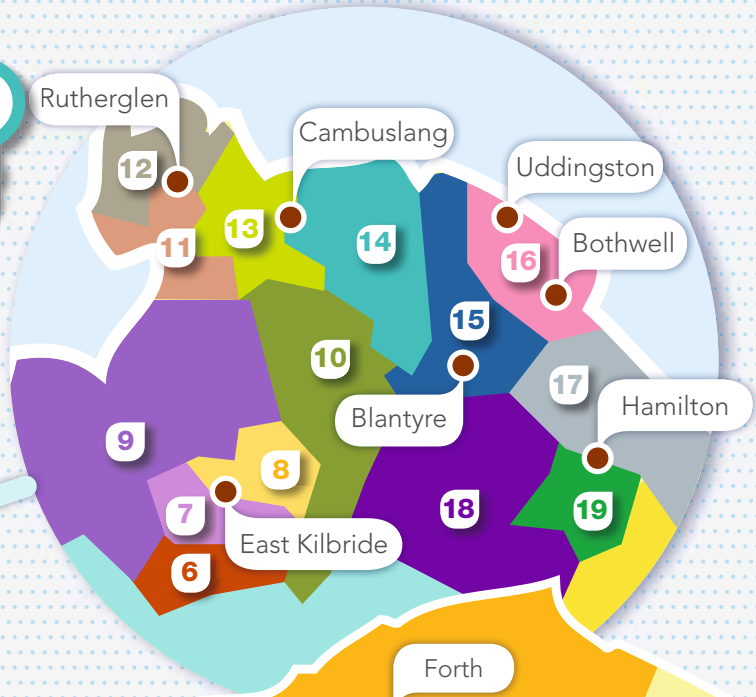 Rutherglen
Cambuslang
12
Uddingston
13
14
11
Bothwell
16
15
10
17
Blantyre
Hamilton
9
8
7
18
19
East Kilbride
6
Forth